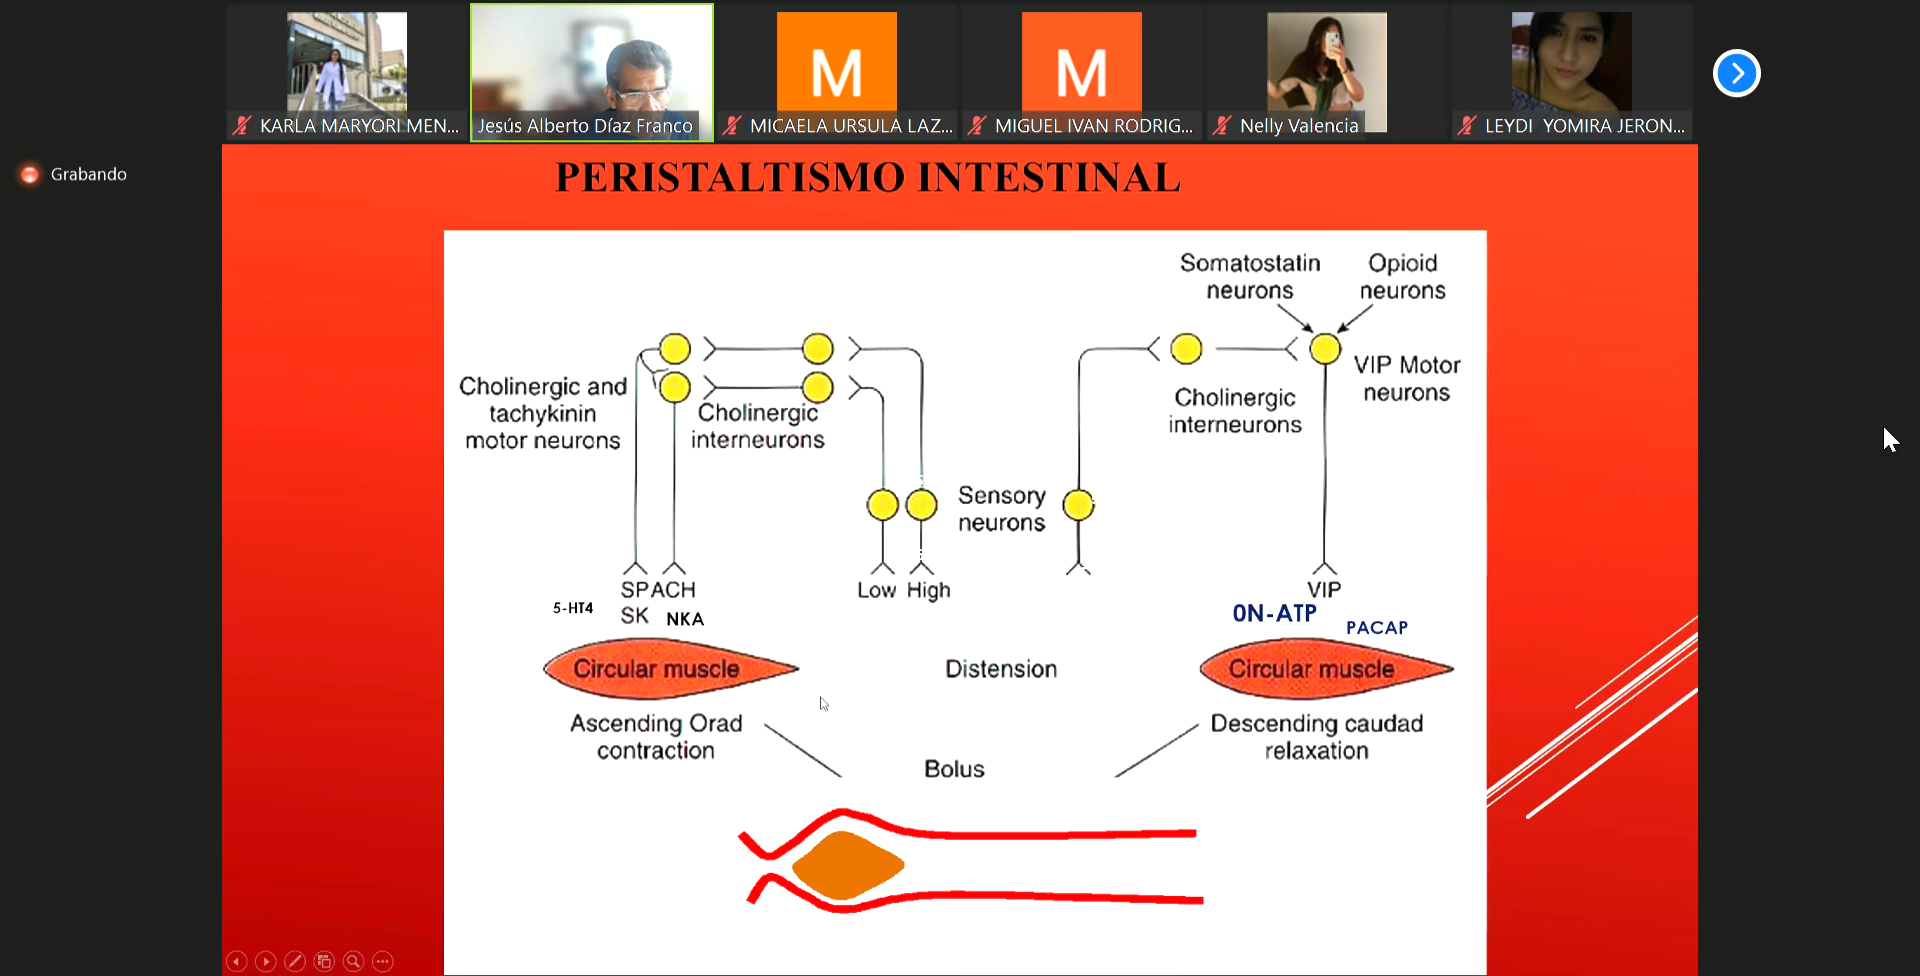 KARLA MARYORI MEN...
Jesús Alberto Díaz Franco
M
MICAELA URSULA LAZ...
M
MIGUEL IVAN RODRIG...
Nelly Valencia
LEYDI YOMIRA JERON...
Grabando
PERISTALTISMO INTESTINAL
Somatostatin
neurons
Opioid
neurons
Cholinergic and
tachykinin
motor neurons
Cholinergic
interneurons
Cholinergic
interneurons
VIP Motor
neurons
Sensory
neurons
SP ACH
SK
5-HT4
NKA
Low High
VIP
0N-ATP
PACAP
Circular muscle
Distension
Circular muscle
Ascending Orad
contraction
Descending caudad
relaxation
Bolus